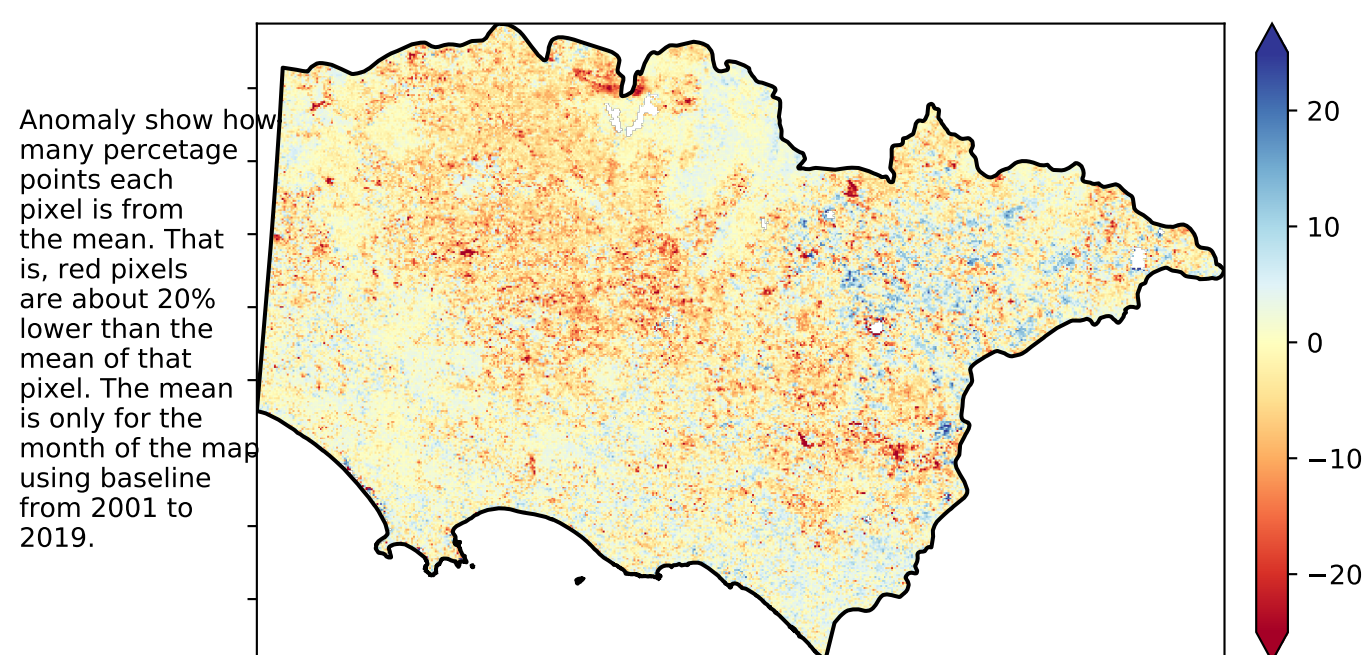 Anomaly show how
many percetage
points each
pixel is from
the mean. That
is, red pixels
are about 20%
lower than the
mean of that
pixel. The mean
is only for the
month of the map
using baseline
from 2001 to
2019.
20
10
0
−10
−20